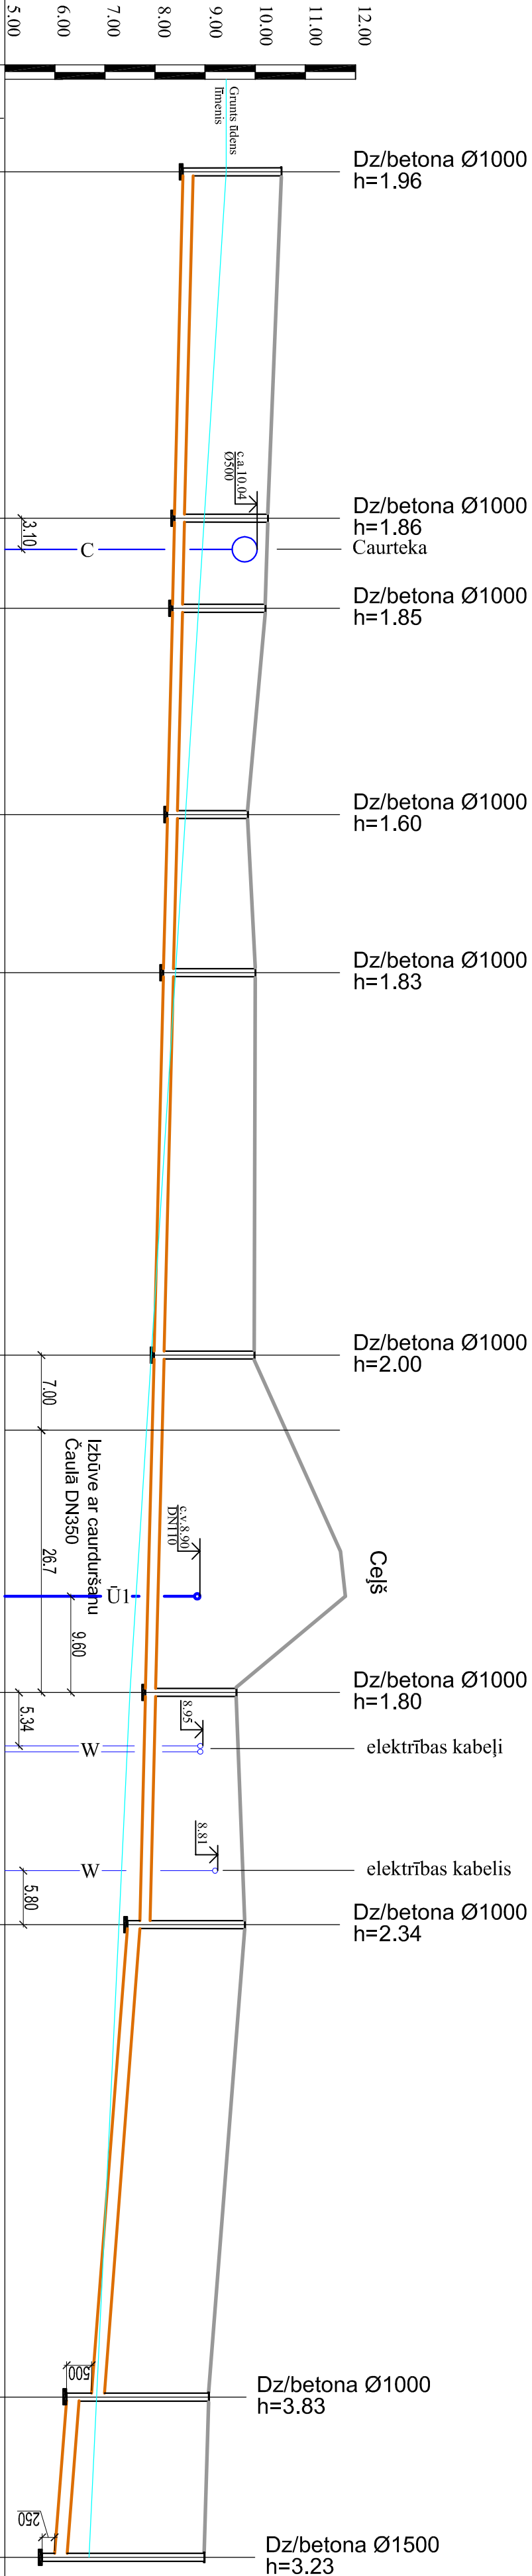 5.00
6.00
7.00
8.00
9.00
10.00
11.00
12.00
Grunts ūdens
līmenis
Dz/betona Ø1000
h=1.96
c.a.10.04
Ø500
Dz/betona Ø1000
h=1.86
3.10
C
Caurteka
Dz/betona Ø1000
h=1.85
Dz/betona Ø1000
h=1.60
Dz/betona Ø1000
h=1.83
Dz/betona Ø1000
h=2.00
7.00
Izbūve ar caurduršanu
Čaulā DN350
26.7
c.v.8.90
DN110
Ceļš
Ū1
9.60
Dz/betona Ø1000
h=1.80
5.34
8.95
W
elektrības kabeļi
8.81
W
elektrības kabelis
5.80
Dz/betona Ø1000
h=2.34
500
Dz/betona Ø1000
h=3.83
250
Dz/betona Ø1500
h=3.23